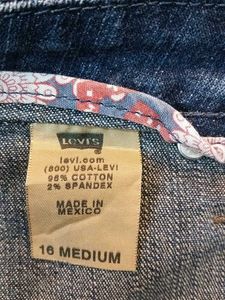 LEVI'S
levi.com
(800) USA-LEVI
98% COTTON
2% SPANDEX
MADE IN
MEXICO
16 MEDIUM